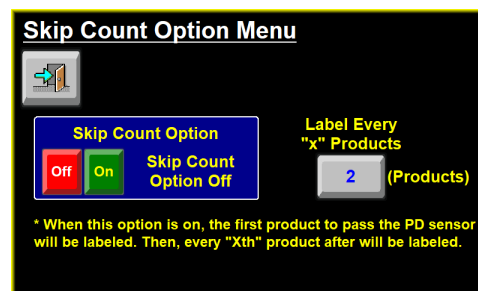 Skip Count Option Menu
Skip Count Option
Off
On
Skip Count
Option Off
Label Every
"x" Products
2
(Products)
* When this option is on, the first product to pass the PD sensor
will be labeled. Then, every "Xth" product after will be labeled.